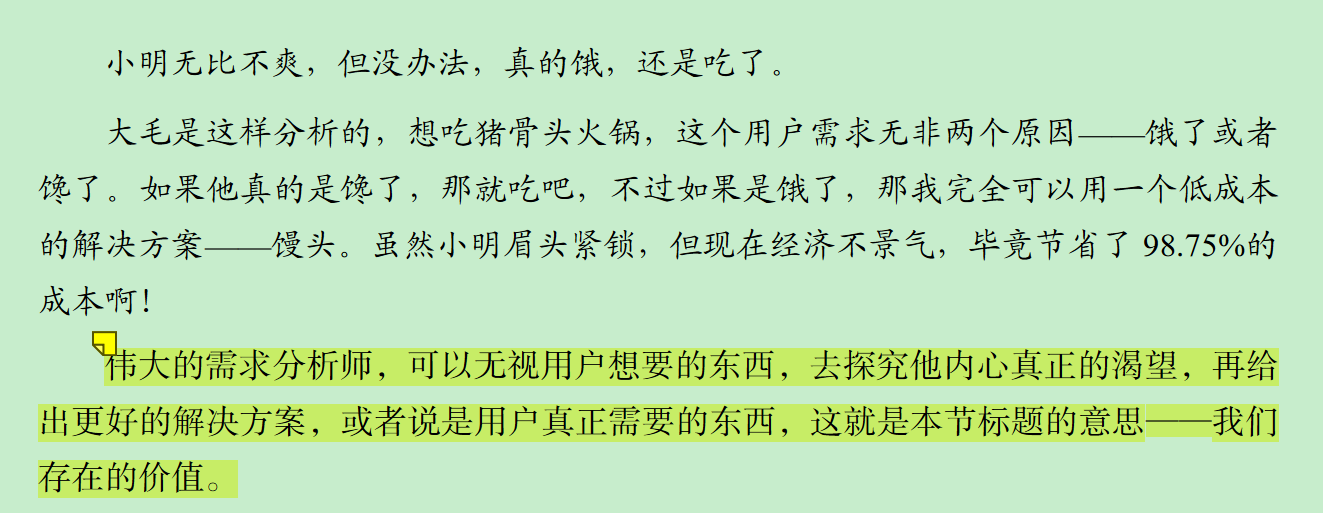 小明无比不爽，但没办法，真的饿，还是吃了。
大毛是这样分析的，想吃猪骨头火锅，这个用户需求无非两个原因——饿了或者
馋了。如果他真的是馋了，那就吃吧，不过如果是饿了，那我完全可以用一个低成本
的解决方案——馒头。虽然小明眉头紧锁，但现在经济不景气，毕竟节省了 98.75%的
成本啊！
伟大的需求分析师，可以无视用户想要的东西，去探究他内心真正的渴望，再给
出更好的解决方案，或者说是用户真正需要的东西，这就是本节标题的意思——我们
存在的价值。